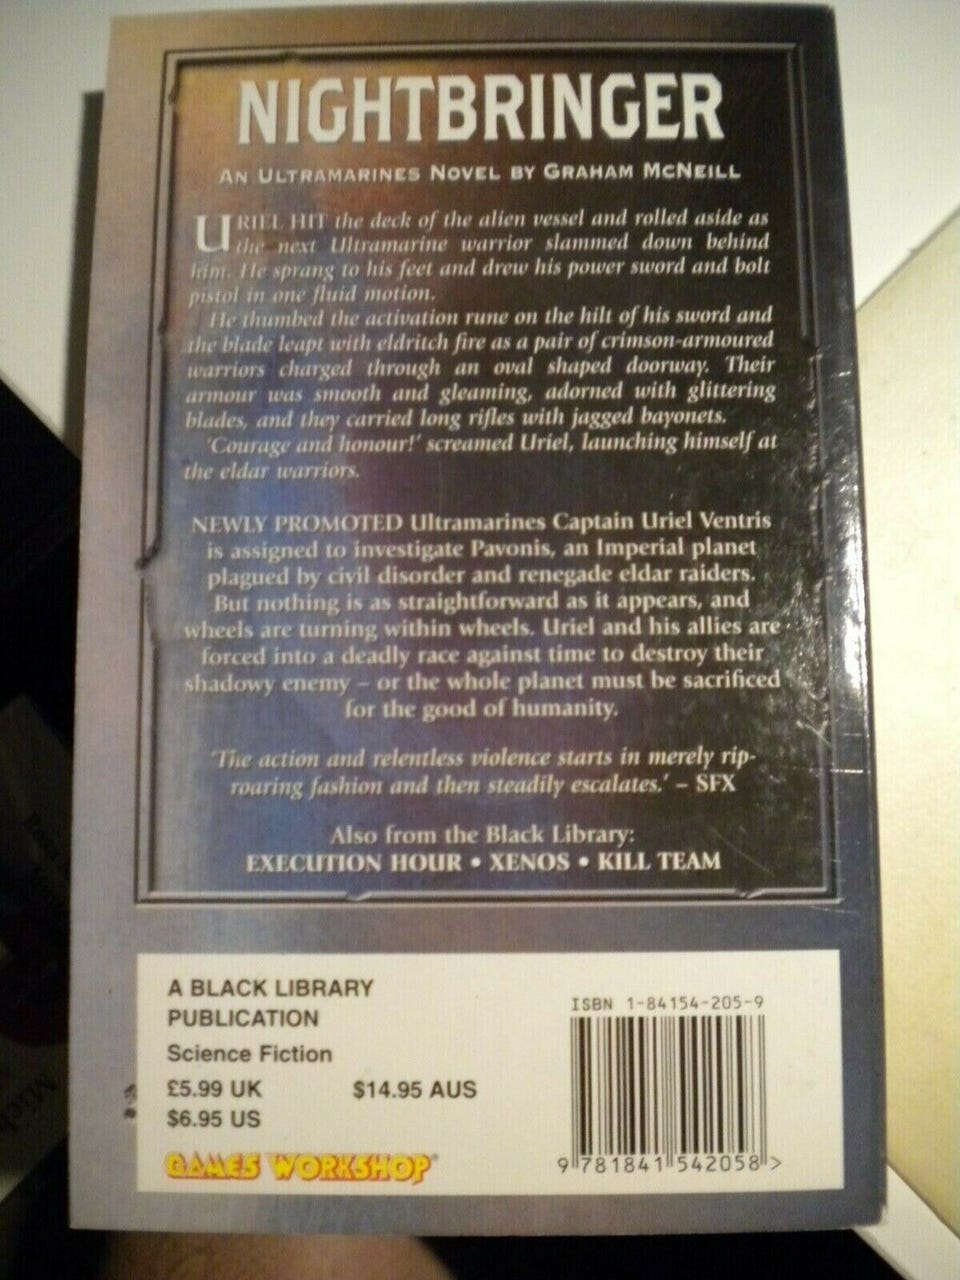 NIGHTBRINGER
AN ULTRAMARINES NOVEL BY GRAHAM MCNEILL
URIEL HIT the deck of the alien vessel and rolled aside as
the next Ultramarine warrior slammed down behind
him. He sprang to his feet and drew his power sword and bolt
pistol in one fluid motion.
He thumbed the activation rune on the hilt of his sword and
the blade leapt with eldritch fire as a pair of crimson-armoured
warriors charged through an oval shaped doorway. Their
armour was smooth and gleaming, adorned with glittering
blades, and they carried long rifles with jagged bayonets.
'Courage and honour!' screamed Uriel, launching himself at
the eldar warriors.
NEWLY PROMOTED Ultramarines Captain Uriel Ventris
is assigned to investigate Pavonis, an Imperial planet
plagued by civil disorder and renegade eldar raiders.
But nothing is as straightforward as it appears, and
wheels are turning within wheels. Uriel and his allies are
forced into a deadly race against time to destroy their
shadowy enemy – or the whole planet must be sacrificed
for the good of humanity.
'The action and relentless violence starts in merely rip-
roaring fashion and then steadily escalates.' – SFX
Also from the Black Library:
EXECUTION HOUR • XENOS • KILL TEAM
A BLACK LIBRARY
PUBLICATION
Science Fiction
£5.99 UK $14.95 AUS
$6.95 US
GAMES WORKSHOP®
ISBN 1-84154-205-9
9 781841 542058 >